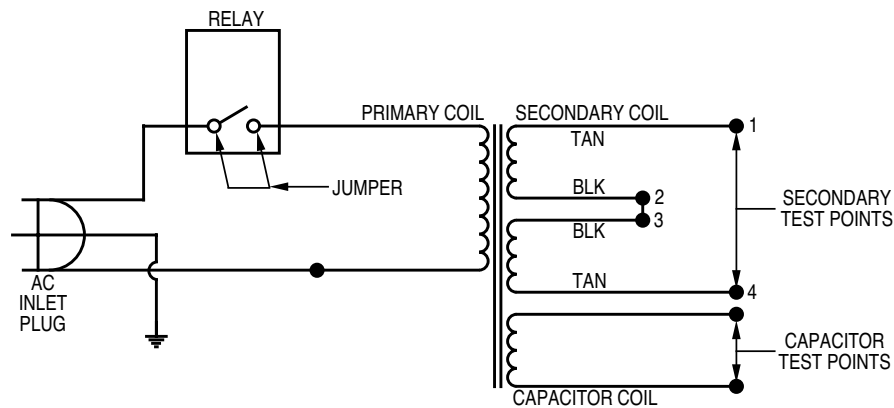 RELAY
PRIMARY COIL
SECONDARY COIL
TAN
1
JUMPER
BLK
2
3
BLK
SECONDARY
TEST POINTS
TAN
4
AC
INLET
PLUG
CAPACITOR
TEST POINTS
CAPACITOR COIL